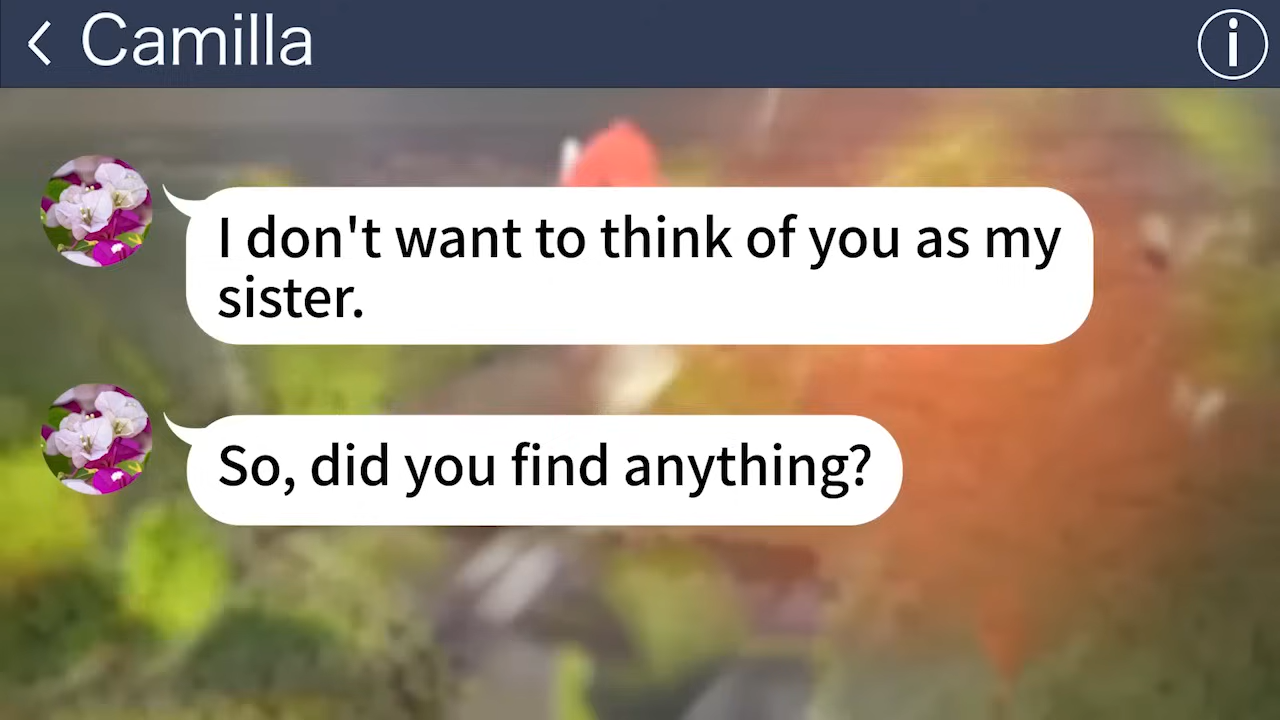 Camilla
I don't want to think of you as my
sister.
So, did you find anything?